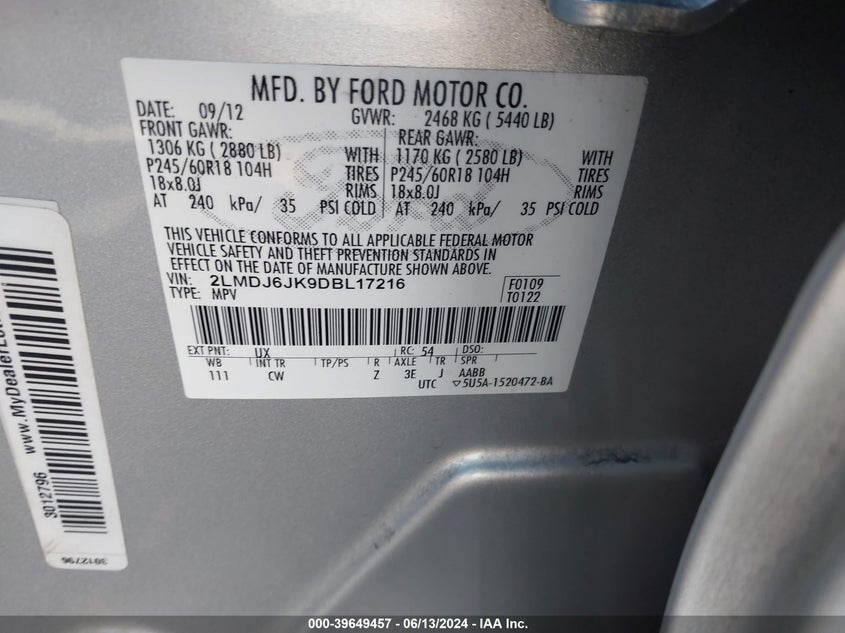 MFD. BY FORD MOTOR CO.
DATE: 09/12 GVWR: 2468 KG ( 5440 LB)
FRONT GAWR: REAR GAWR:
1306 KG ( 2880 LB) WITH 1170 KG ( 2580 LB) WITH
P245/60R18 104H TIRES P245/60R18 104H TIRES
18x8.0J RIMS 18x8.0J RIMS
AT 240 kPa/ 35 PSI COLD AT 240 kPa/ 35 PSI COLD
THIS VEHICLE CONFORMS TO ALL APPLICABLE FEDERAL MOTOR
VEHICLE SAFETY AND THEFT PREVENTION STANDARDS IN
EFFECT ON THE DATE OF MANUFACTURE SHOWN ABOVE.
VIN: 2LMDJ6JK9DBL17216 F0109
TYPE: MPV T0122
EXT PNT: UX RC: 54 DSO:
WB INT TR TP/PS R AXLE TR SPR
111 CW Z 3E J AABB
UTC ▽5U5A-1520472-BA
3012796
3012796
000-39649457 - 06/13/2024 - IAA Inc.